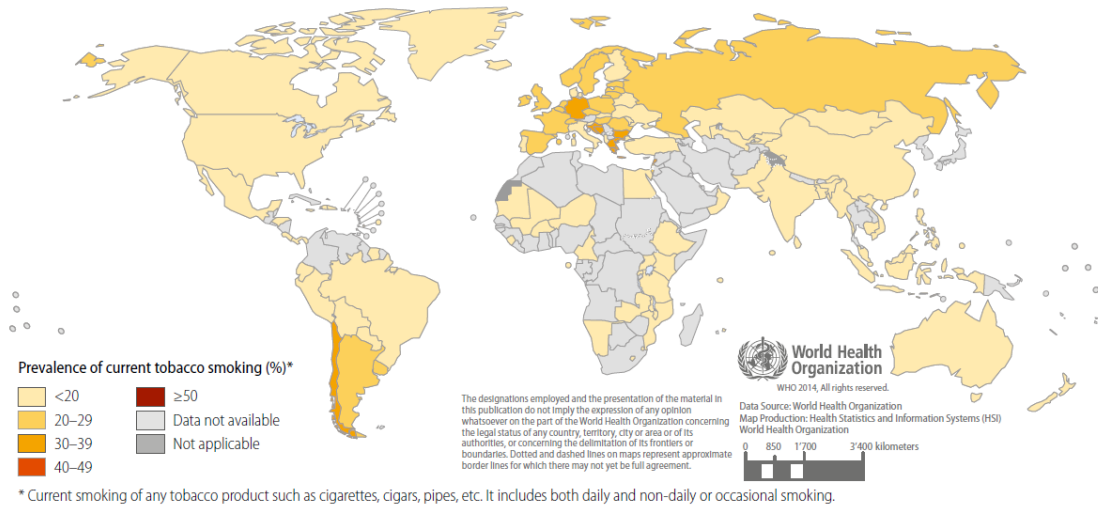 Prevalence of current tobacco smoking (%)*
<20
20–29
30–39
40–49
≥50
Data not available
Not applicable
The designations employed and the presentation of the material in
this publication do not imply the expression of any opinion
whatsoever on the part of the World Health Organization concerning
the legal status of any country, territory, city or area or of its
authorities, or concerning the delimitation of its frontiers or
boundaries. Dotted and dashed lines on maps represent approximate
border lines for which there may not yet be full agreement.
World Health
Organization
WHO 2014, All rights reserved.
Data Source: World Health Organization
Map Production: Health Statistics and Information Systems (HSI)
World Health Organization
0 850 1'700 3'400 kilometers
* Current smoking of any tobacco product such as cigarettes, cigars, pipes, etc. It includes both daily and non-daily or occasional smoking.